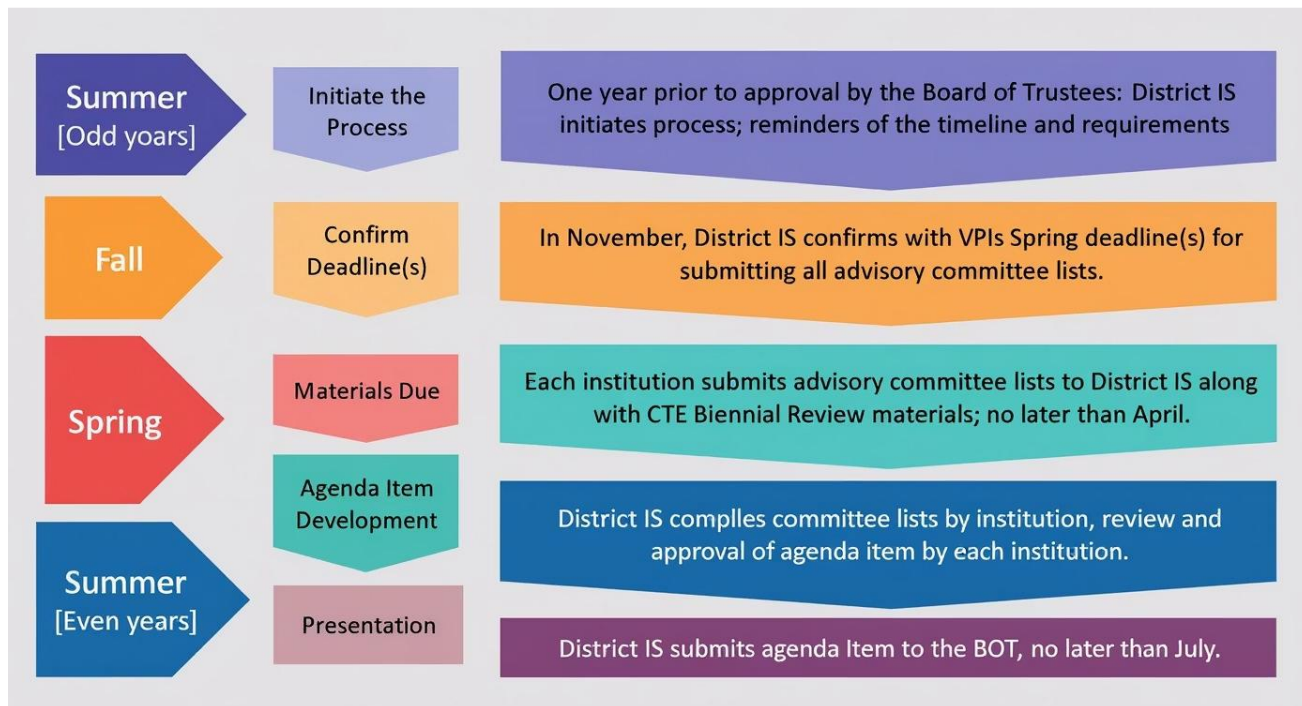 Summer
[Odd yoars]
Initiate the
Process
One year prior to approval by the Board of Trustees: District IS
initiates process; reminders of the timeline and requirements
Fall
Confirm
Deadline(s)
In November, District IS confirms with VPIs Spring deadline(s) for
submitting all advisory committee lists.
Spring
Materials Due
Each institution submits advisory committee lists to District IS along
with CTE Biennial Review materials; no later than April.
Agenda Item
Development
District IS complles committee lists by institution, review and
approval of agenda item by each institution.
Summer
[Even years]
Presentation
District IS submits agenda Item to the BOT, no later than July.